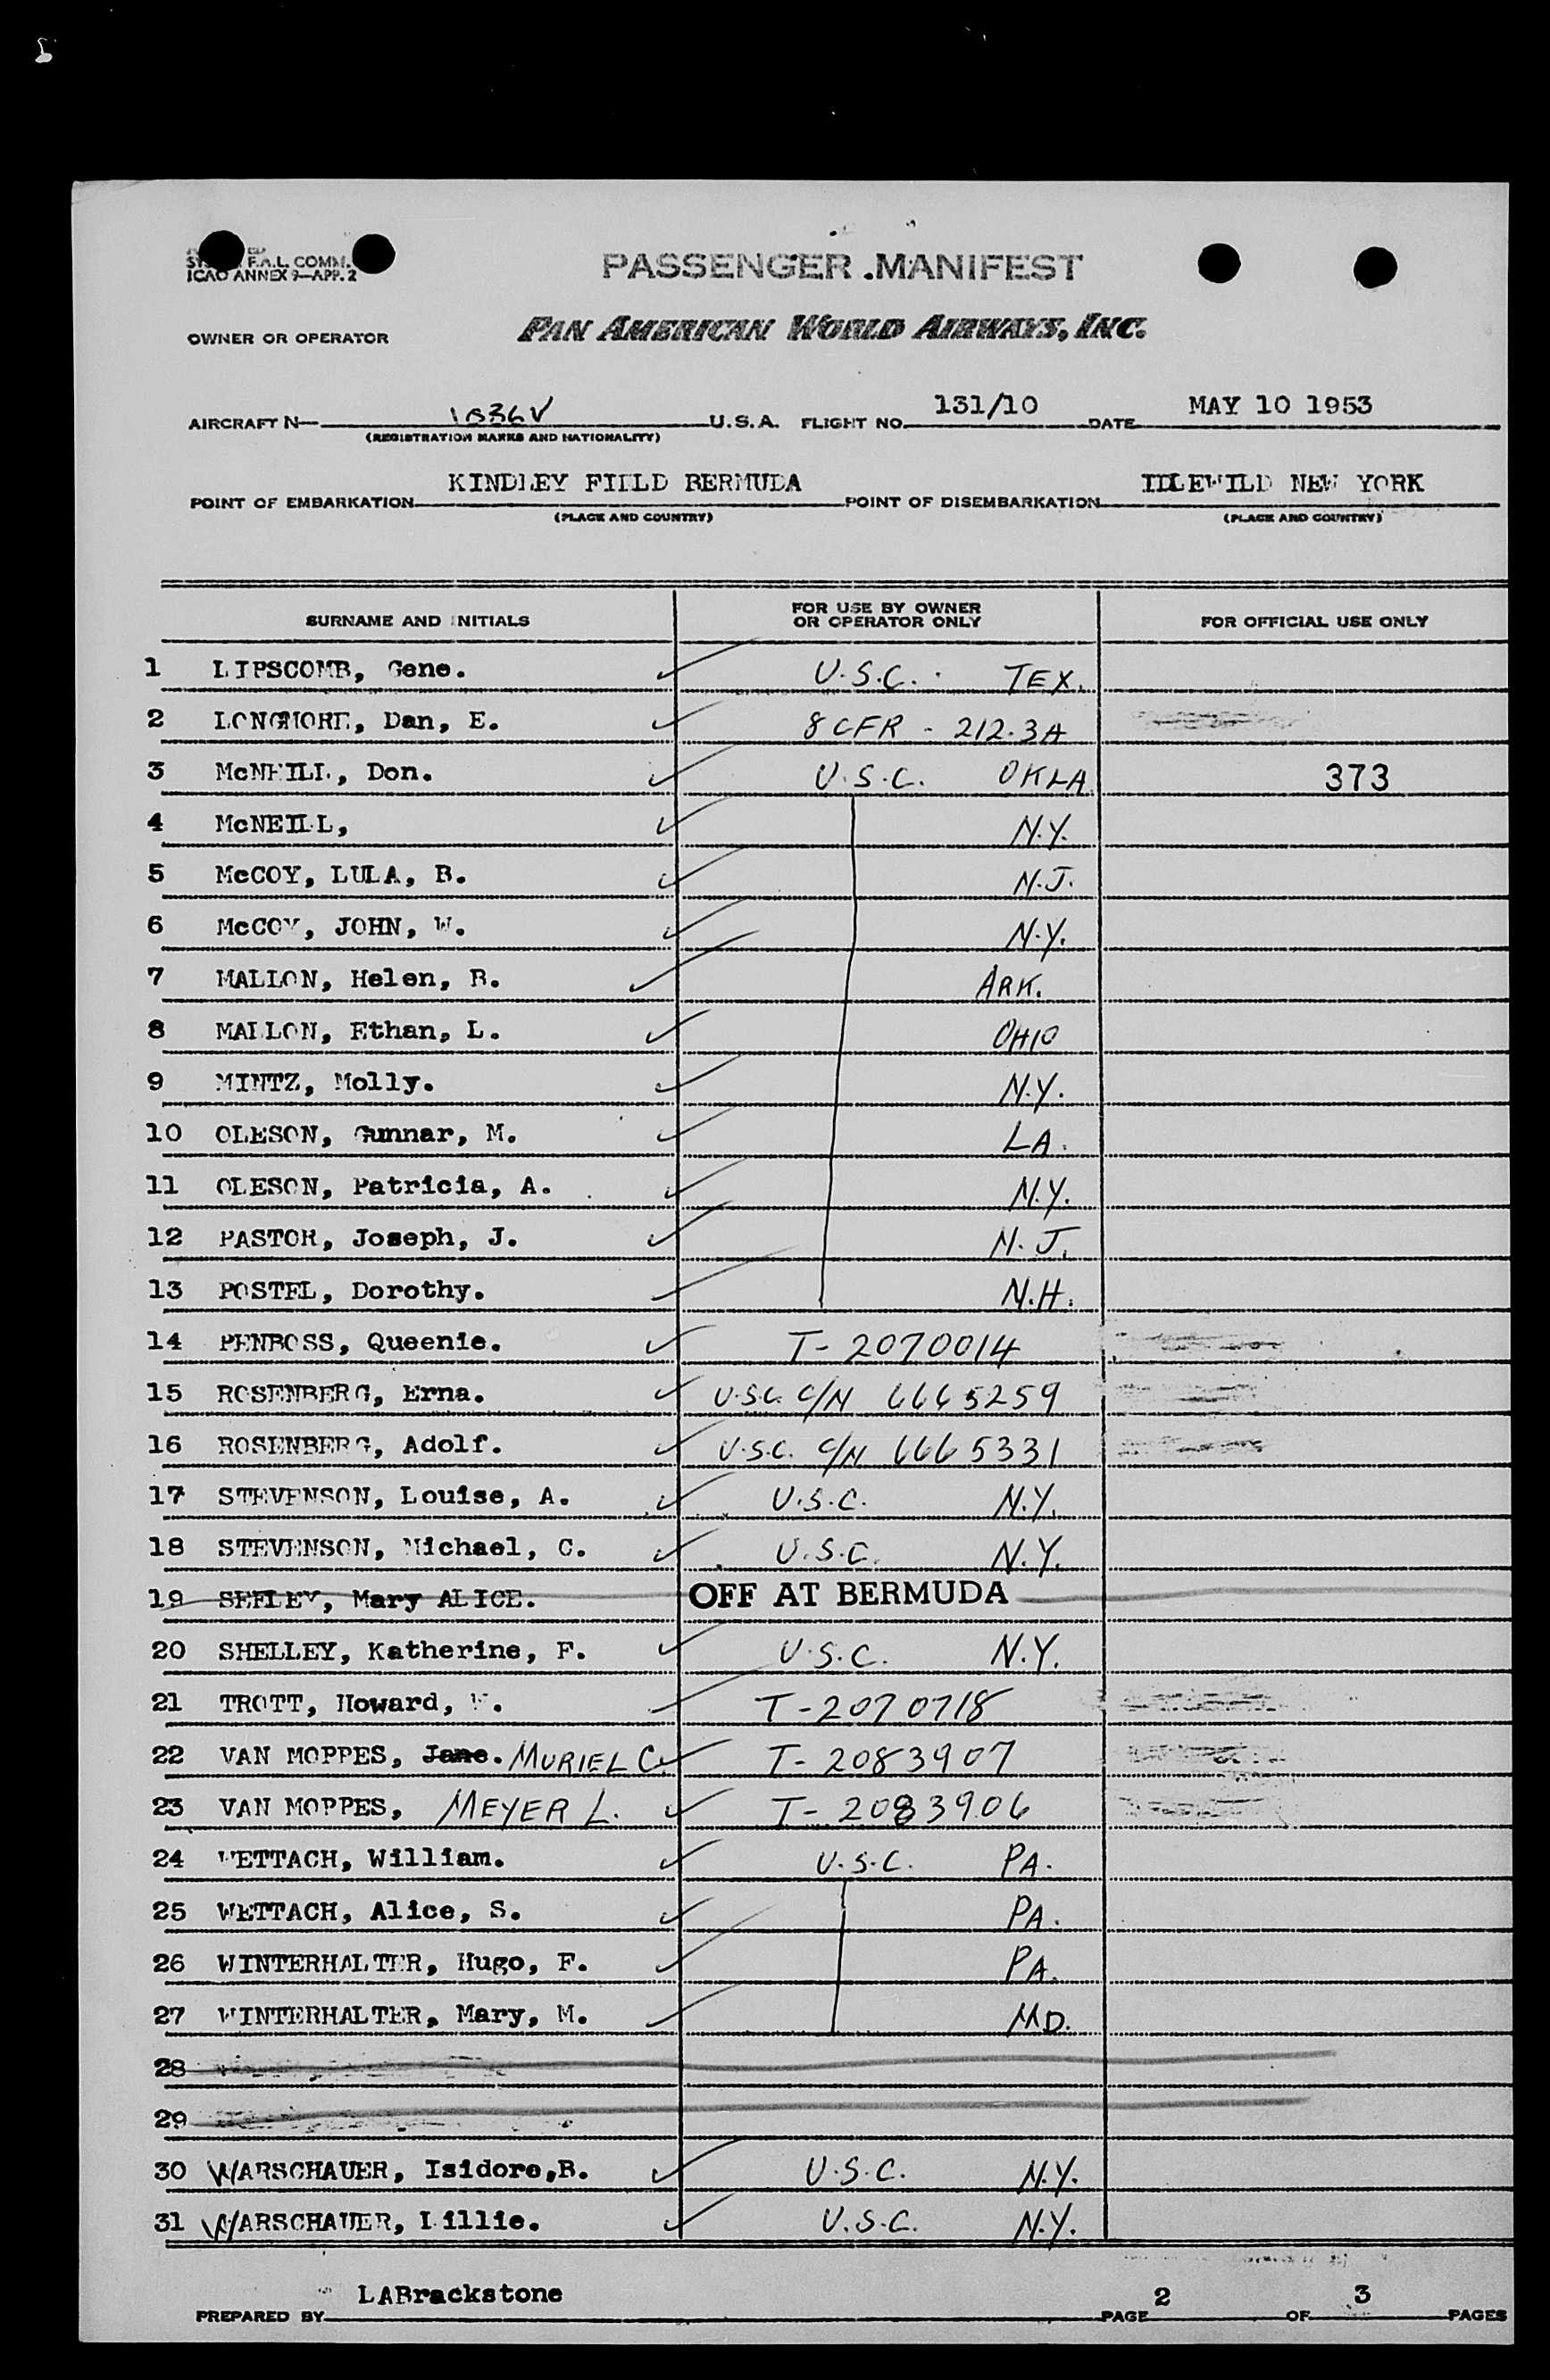 F.A.L. COMM.
ICAO ANNEX 9—APP. 2
PASSENGER MANIFEST
OWNER OR OPERATOR PAN AMERICAN WORLD AIRWAYS, INC.
AIRCRAFT N— 1036V U.S.A. FLIGHT NO. 131/10 DATE MAY 10 1953
(REGISTRATION MARKS AND NATIONALITY)
POINT OF EMBARKATION KINDLEY FIELD BERMUDA POINT OF DISEMBARKATION IDLEWILD NEW YORK
(PLACE AND COUNTRY) (PLACE AND COUNTRY)
SURNAME AND INITIALS FOR USE BY OWNER OR OPERATOR ONLY FOR OFFICIAL USE ONLY
1 LIPSCOMB, Gene. U.S.C. TEX.
2 LONGMORE, Dan, E. 8 CFR - 212.3A
3 McNEILL, Don. U.S.C. OKLA. 373
4 McNEILL, N.Y.
5 McCOY, LULA, B. N.J.
6 McCOY, JOHN, W. N.Y.
7 MALLON, Helen, B. ARK.
8 MALLON, Ethan, L. OHIO
9 MINTZ, Molly. N.Y.
10 OLESON, Gunnar, M. LA.
11 OLESON, Patricia, A. N.Y.
12 PASTOR, Joseph, J. N.J.
13 POSTEL, Dorothy. N.H.
14 PENBOSS, Queenie. T-2070014
15 ROSENBERG, Erna. U.S.C. C/N 6665259
16 ROSENBERG, Adolf. U.S.C. C/N 6665331
17 STEVENSON, Louise, A. U.S.C. N.Y.
18 STEVENSON, Michael, C. U.S.C. N.Y.
19 SEELEY, Mary ALICE. OFF AT BERMUDA
20 SHELLEY, Katherine, F. U.S.C. N.Y.
21 TROTT, Howard, W. T-2070718
22 VAN MOPPES, Jane. MURIEL C. T-2083907
23 VAN MOPPES, MEYER L. T-2083906
24 WETTACH, William. U.S.C. PA.
25 WETTACH, Alice, S. PA.
26 WINTERHALTER, Hugo, F. PA.
27 WINTERHALTER, Mary, M. MD.
28
29
30 WARSCHAUER, Isidore,B. U.S.C. N.Y.
31 WARSCHAUER, Lillie. U.S.C. N.Y.
PREPARED BY LABrackstone PAGE 2 OF 3 PAGES